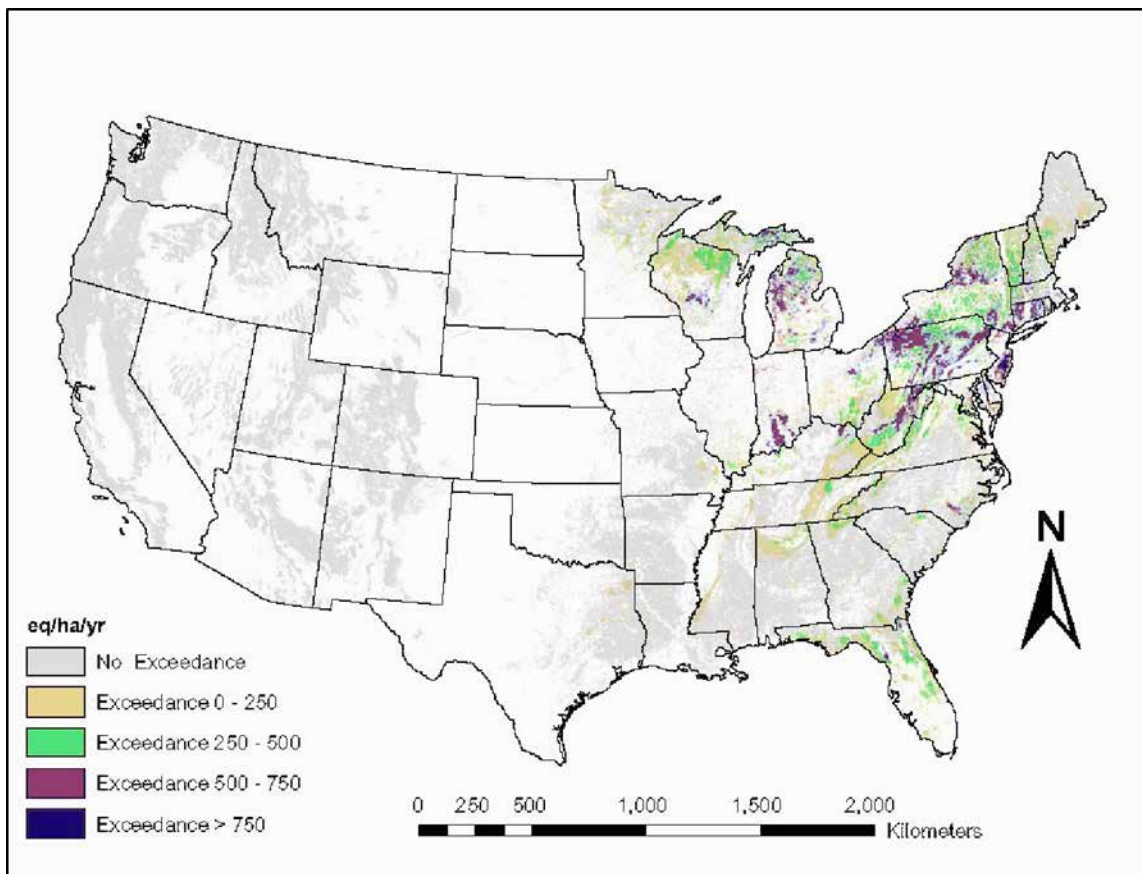 N
eq/ha/yr
No Exceedance
Exceedance 0 - 250
Exceedance 250 - 500
Exceedance 500 - 750
Exceedance > 750
0 250 500 1,000 1,500 2,000
Kilometers